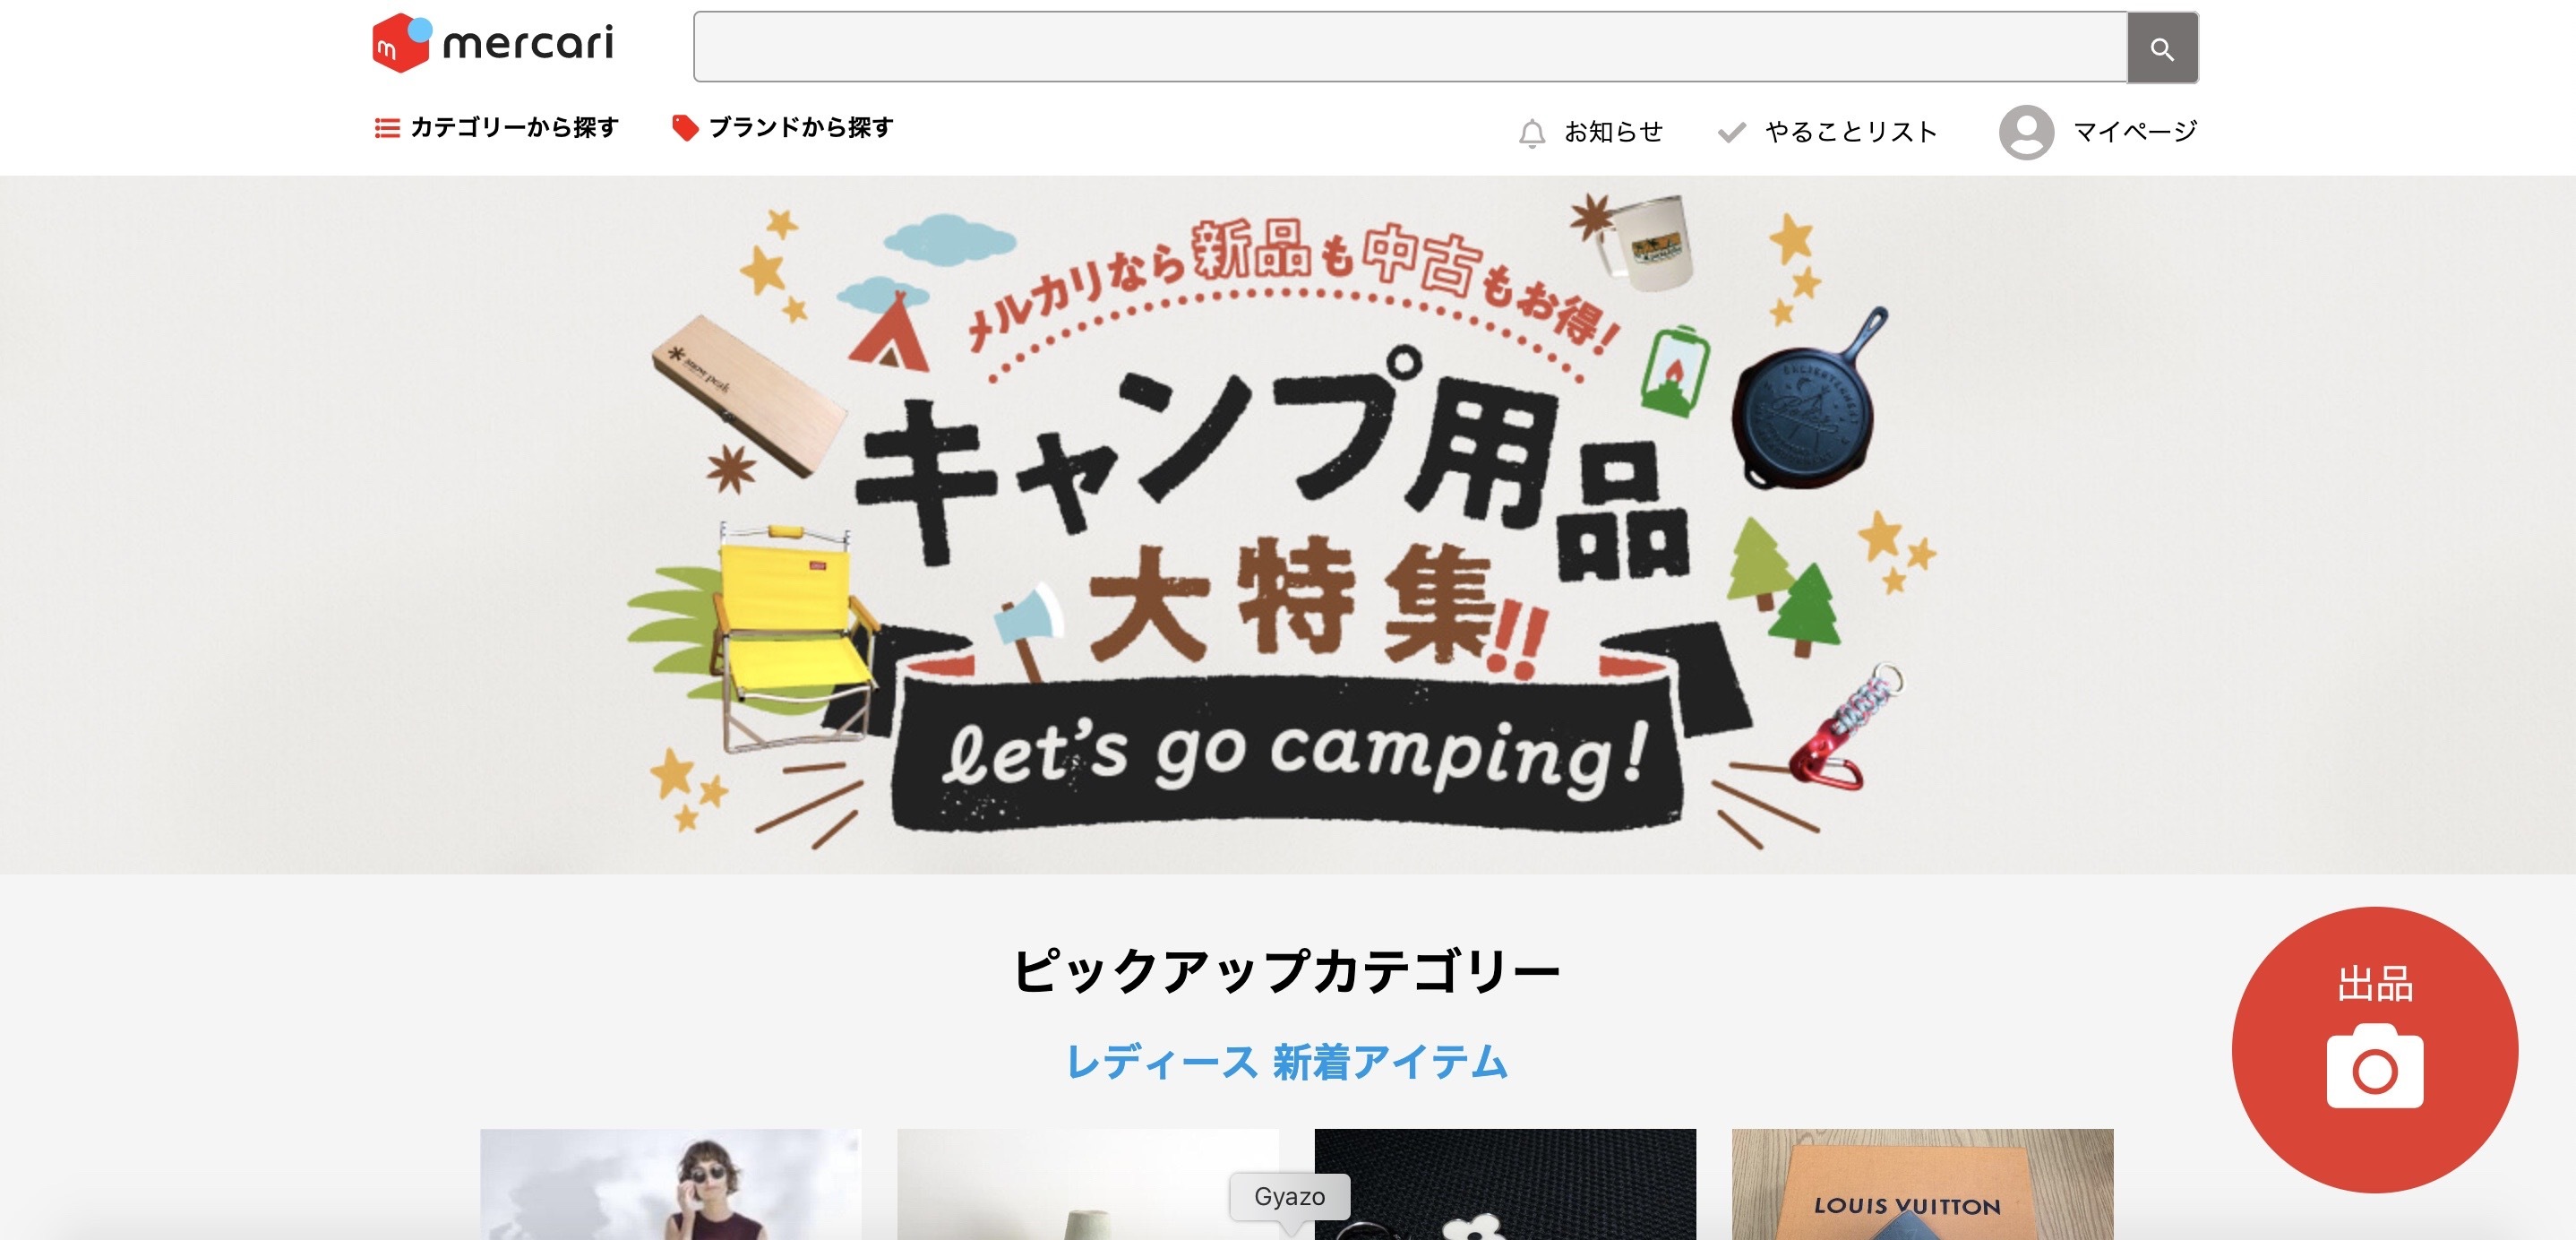 mercari
カテゴリーから探す
ブランドから探す
お知らせ
やることリスト
マイページ
メルカリなら新品も中古もお得!
snow peak
キャンプ用品
大特集!!
let's go camping!
ピックアップカテゴリー
出品
レディース 新着アイテム
Gyazo
LOUIS VUITTON